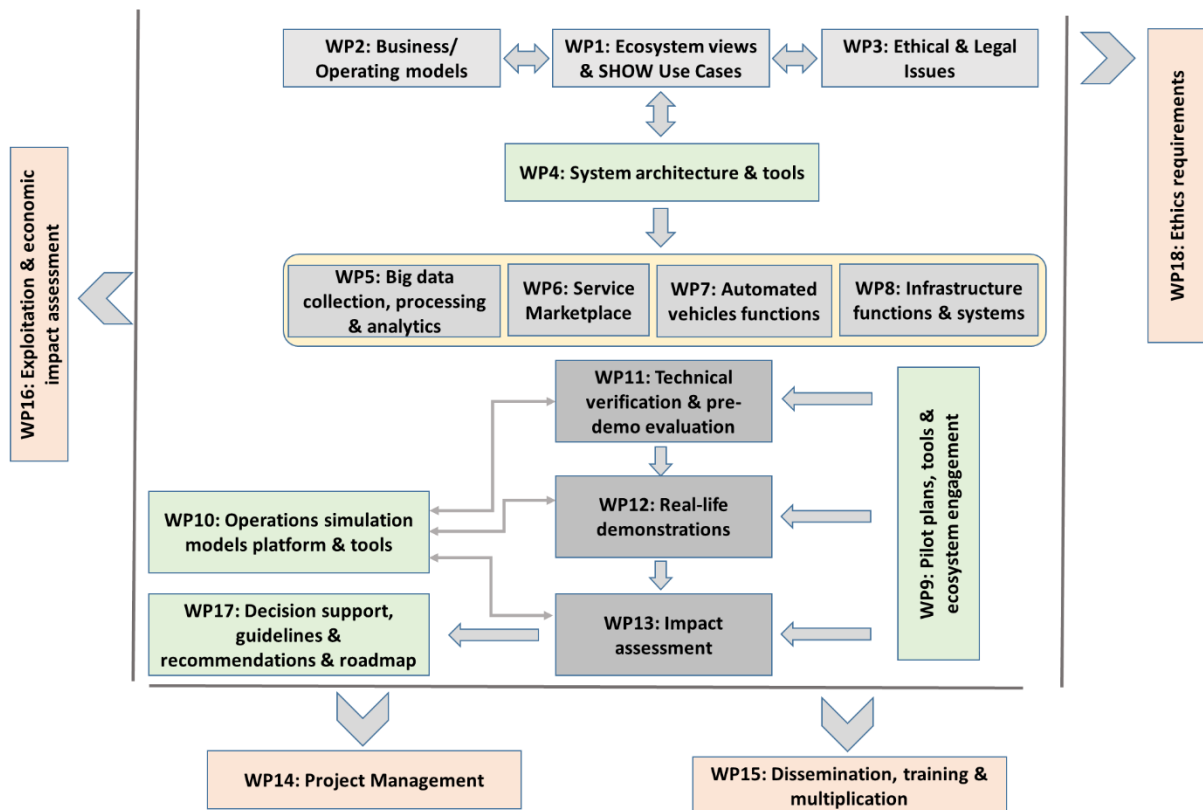 WP2: Business/
Operating models
WP1: Ecosystem views
& SHOW Use Cases
WP3: Ethical & Legal
Issues
WP4: System architecture & tools
WP5: Big data
collection, processing
& analytics
WP6: Service
Marketplace
WP7: Automated
vehicles functions
WP8: Infrastructure
functions & systems
WP16: Exploitation & economic
impact assessment
WP18: Ethics requirements
WP11: Technical
verification & pre-
demo evaluation
WP9: Pilot plans, tools &
ecosystem engagement
WP10: Operations simulation
models platform & tools
WP12: Real-life
demonstrations
WP17: Decision support,
guidelines &
recommendations & roadmap
WP13: Impact
assessment
WP14: Project Management
WP15: Dissemination, training &
multiplication